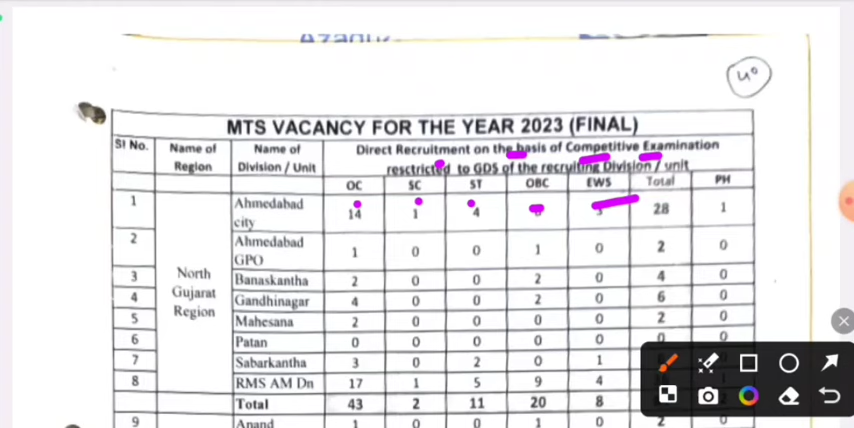 40
MTS VACANCY FOR THE YEAR 2023 (FINAL)
SI No. Name of Region Name of Division / Unit Direct Recruitment on the basis of Competitive Examination resctricted to GDS of the recruiting Division / unit
OC SC ST OBC EWS Total PH
North Gujarat Region
1 Ahmedabad city 14 1 4 28 1
2 Ahmedabad GPO 1 0 0 1 0 2 0
3 Banaskantha 2 0 0 2 0 4 0
4 Gandhinagar 4 0 0 2 0 6 0
5 Mahesana 2 0 0 0 0 2 0
6 Patan 0 0 0 0 0 0 0
7 Sabarkantha 3 0 2 0 1
8 RMS AM Dn 17 1 5 9 4
Total 43 2 11 20 8
9 Anand 1 0 0 1 0 2 0